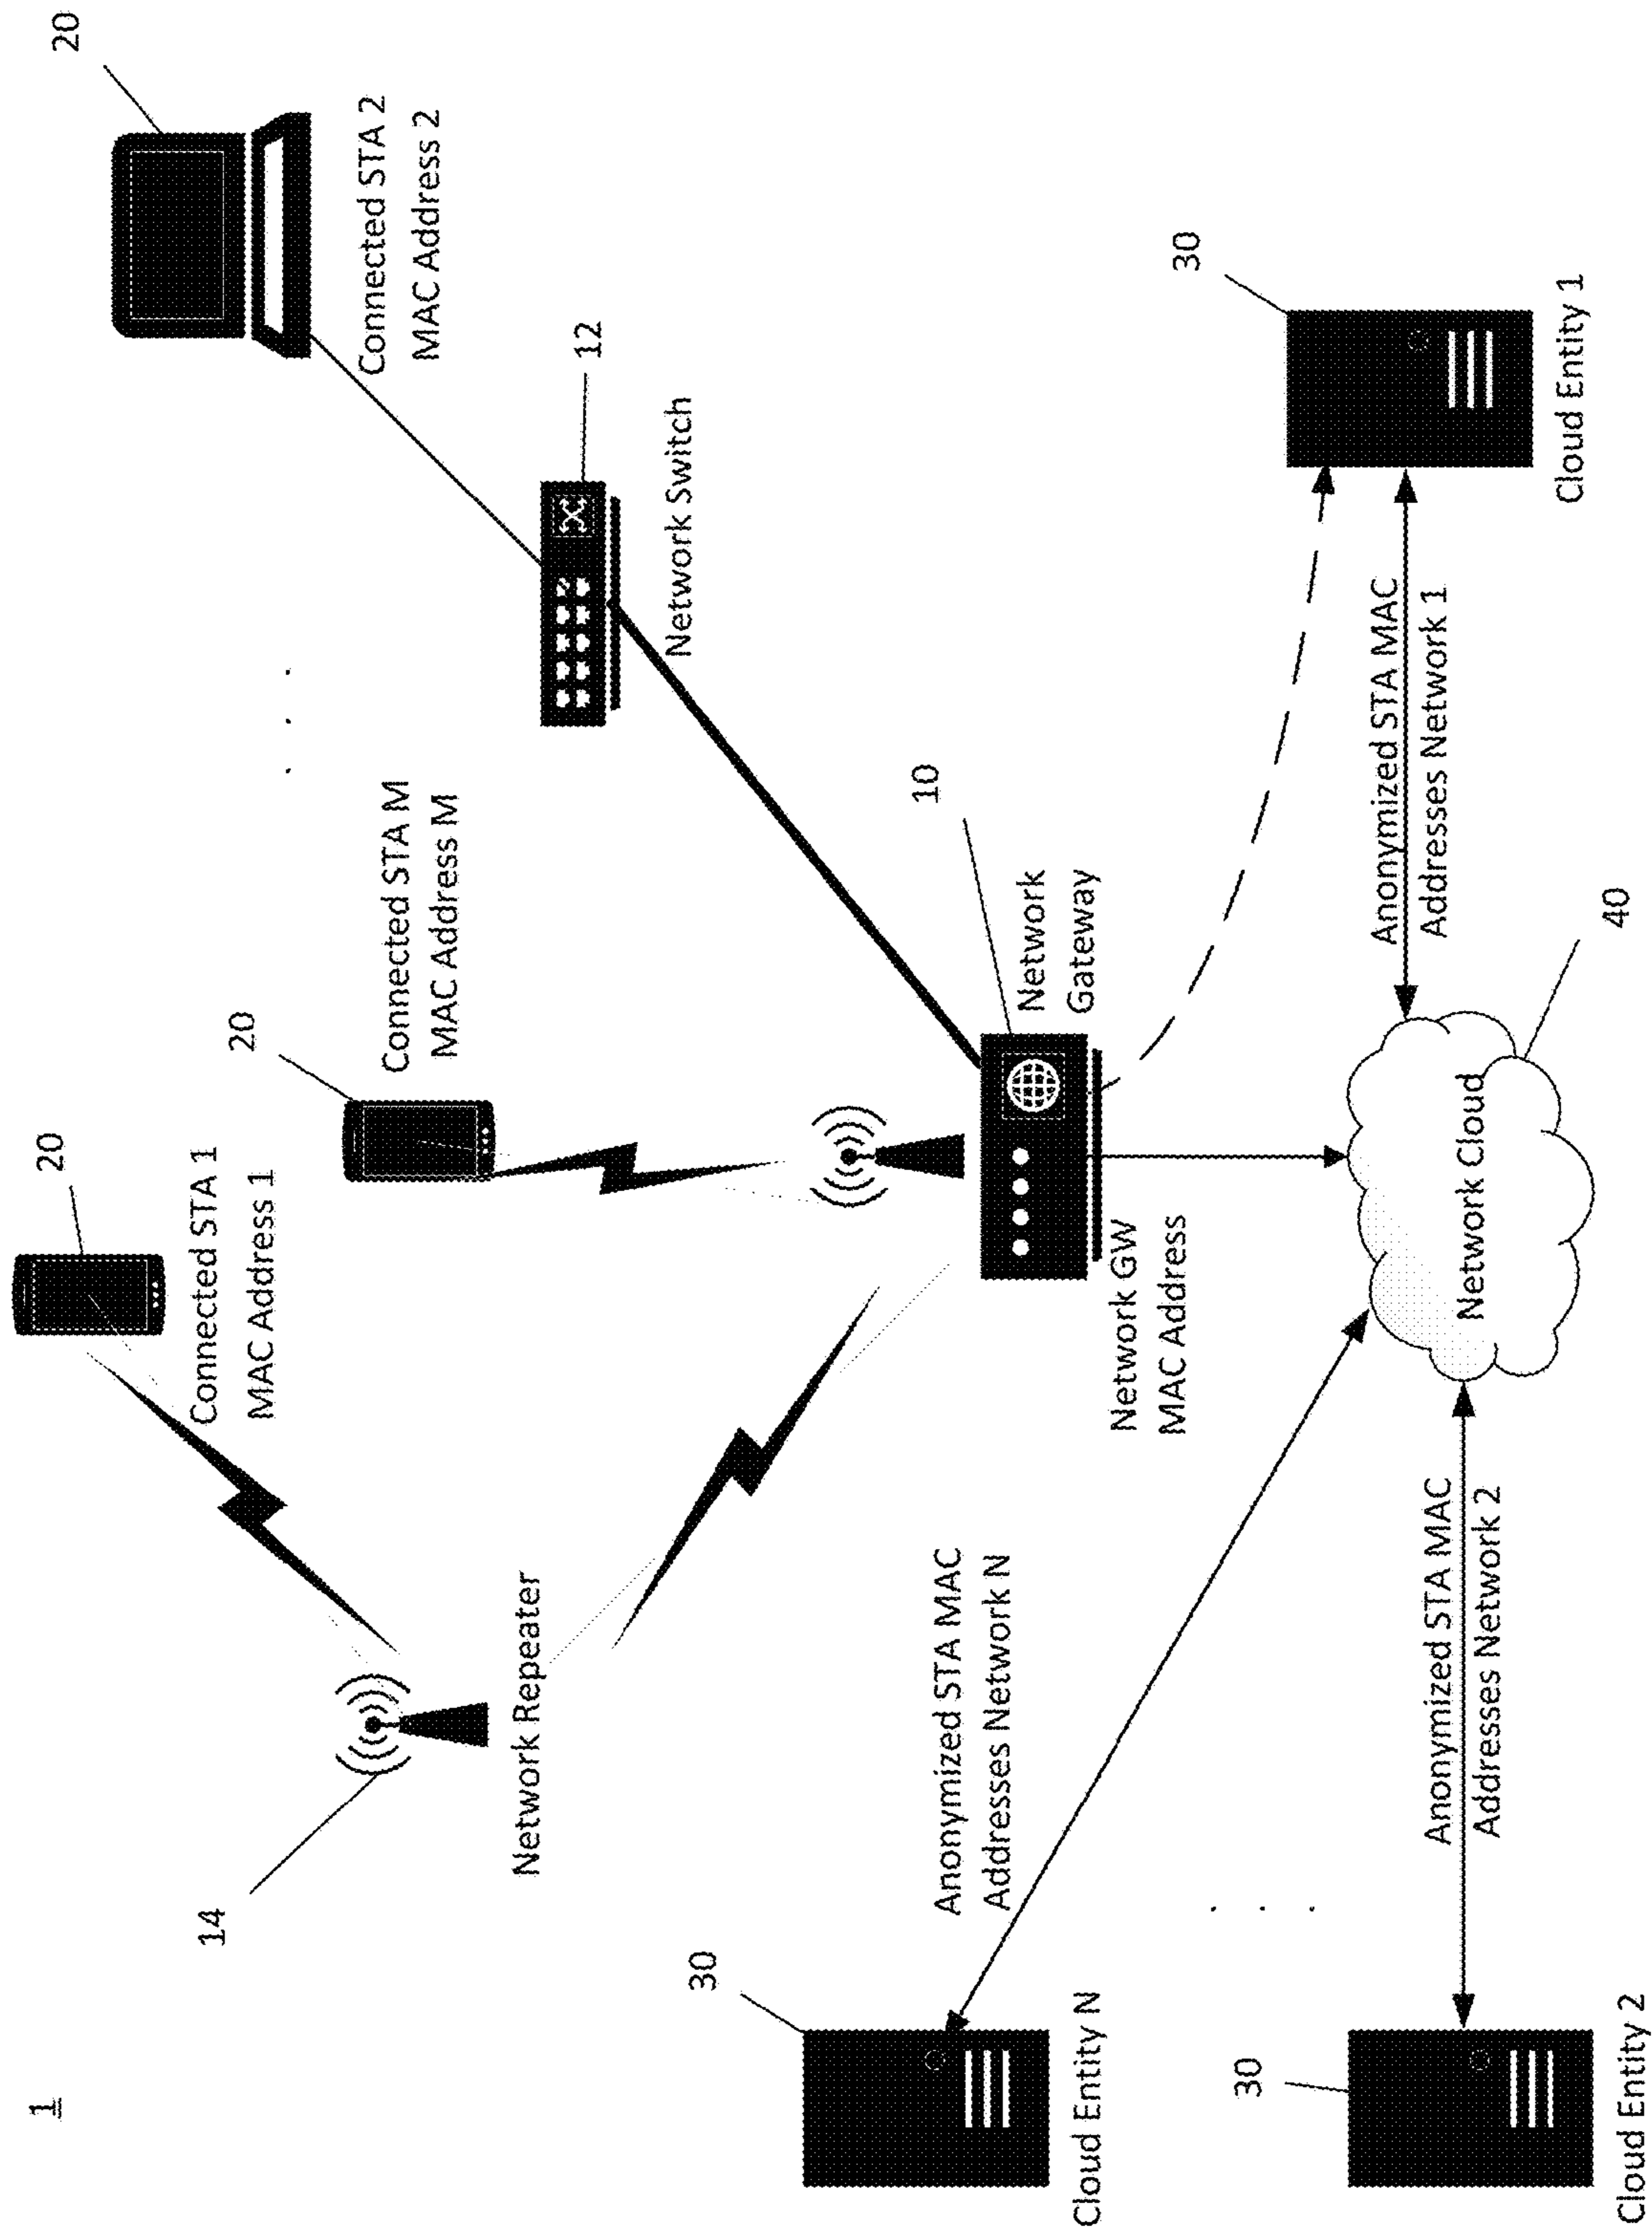 1
20
Connected STA 1
MAC Address 1
14
Network Repeater
20
Connected STA M
MAC Address M
. . .
20
Connected STA 2
MAC Address 2
12
Network Switch
10
Network
Gateway
Network GW
MAC Address
30
Cloud Entity N
Anonymized STA MAC
Addresses Network N
. . .
30
Cloud Entity 2
Anonymized STA MAC
Addresses Network 2
Network Cloud
40
Anonymized STA MAC
Addresses Network 1
30
Cloud Entity 1